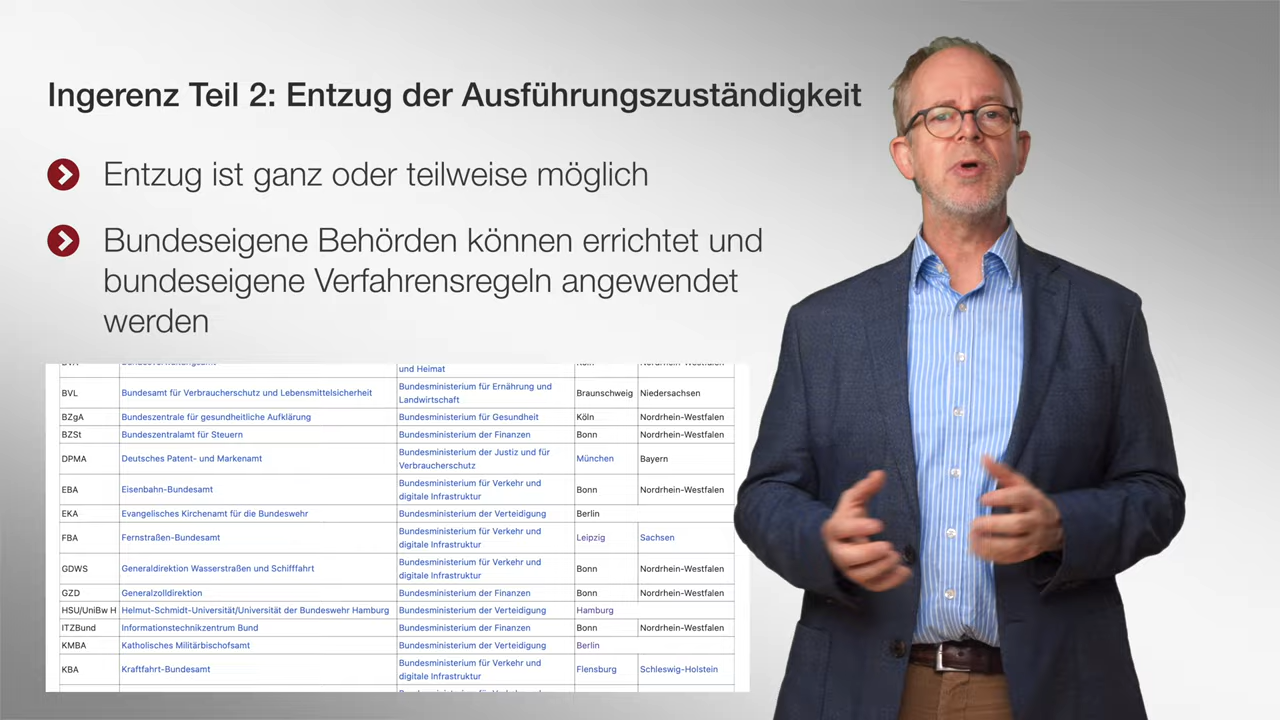 Ingerenz Teil 2: Entzug der Ausführungszuständigkeit
Entzug ist ganz oder teilweise möglich
Bundeseigene Behörden können errichtet und
bundeseigene Verfahrensregeln angewendet
werden
und Heimat
BVL Bundesamt für Verbraucherschutz und Lebensmittelsicherheit Bundesministerium für Ernährung und Landwirtschaft Braunschweig Niedersachsen
BZgA Bundeszentrale für gesundheitliche Aufklärung Bundesministerium für Gesundheit Köln Nordrhein-Westfalen
BZSt Bundeszentralamt für Steuern Bundesministerium der Finanzen Bonn Nordrhein-Westfalen
DPMA Deutsches Patent- und Markenamt Bundesministerium der Justiz und für Verbraucherschutz München Bayern
EBA Eisenbahn-Bundesamt Bundesministerium für Verkehr und digitale Infrastruktur Bonn Nordrhein-Westfalen
EKA Evangelisches Kirchenamt für die Bundeswehr Bundesministerium der Verteidigung Berlin
FBA Fernstraßen-Bundesamt Bundesministerium für Verkehr und digitale Infrastruktur Leipzig Sachsen
GDWS Generaldirektion Wasserstraßen und Schifffahrt Bundesministerium für Verkehr und digitale Infrastruktur Bonn Nordrhein-Westfalen
GZD Generalzolldirektion Bundesministerium der Finanzen Bonn Nordrhein-Westfalen
HSU/UniBw H Helmut-Schmidt-Universität/Universität der Bundeswehr Hamburg Bundesministerium der Verteidigung Hamburg
ITZBund Informationstechnikzentrum Bund Bundesministerium der Finanzen Bonn Nordrhein-Westfalen
KMBA Katholisches Militärbischofsamt Bundesministerium der Verteidigung Berlin
KBA Kraftfahrt-Bundesamt Bundesministerium für Verkehr und digitale Infrastruktur Flensburg Schleswig-Holstein